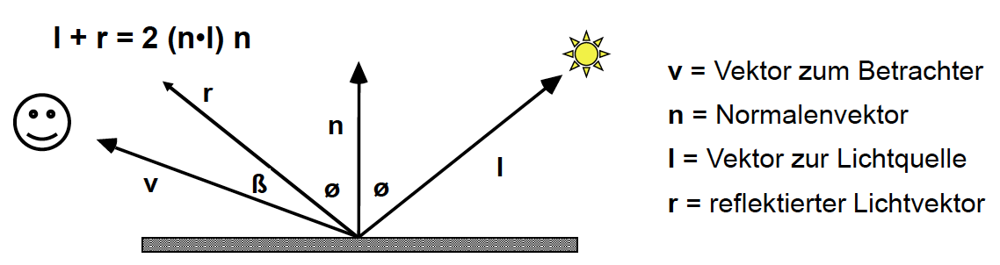 l + r = 2 (n•l) n
r
n
v
ß
ø
ø
l
v = Vektor zum Betrachter
n = Normalenvektor
l = Vektor zur Lichtquelle
r = reflektierter Lichtvektor